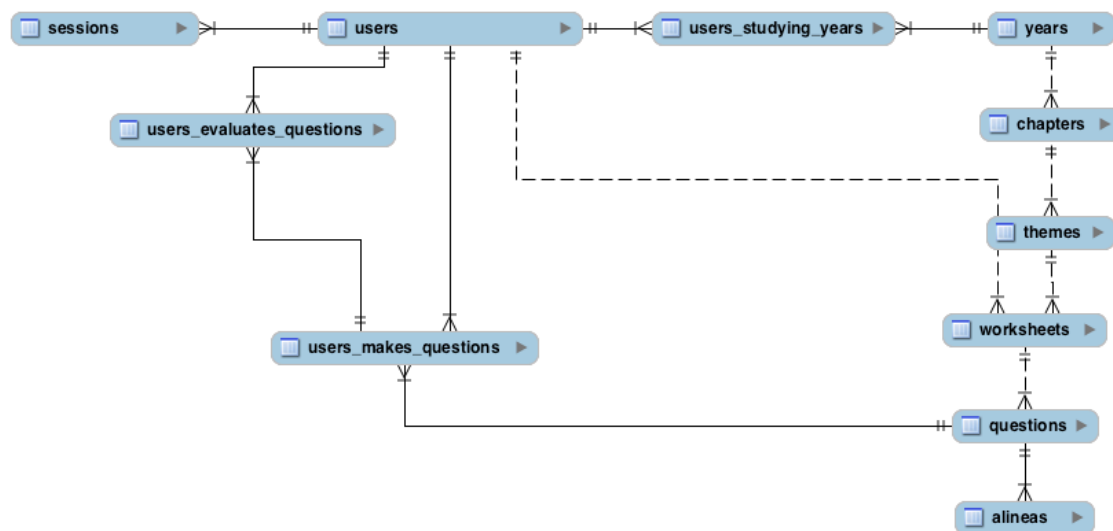 sessions
users
users_studying_years
years
users_evaluates_questions
chapters
themes
users_makes_questions
worksheets
questions
alineas